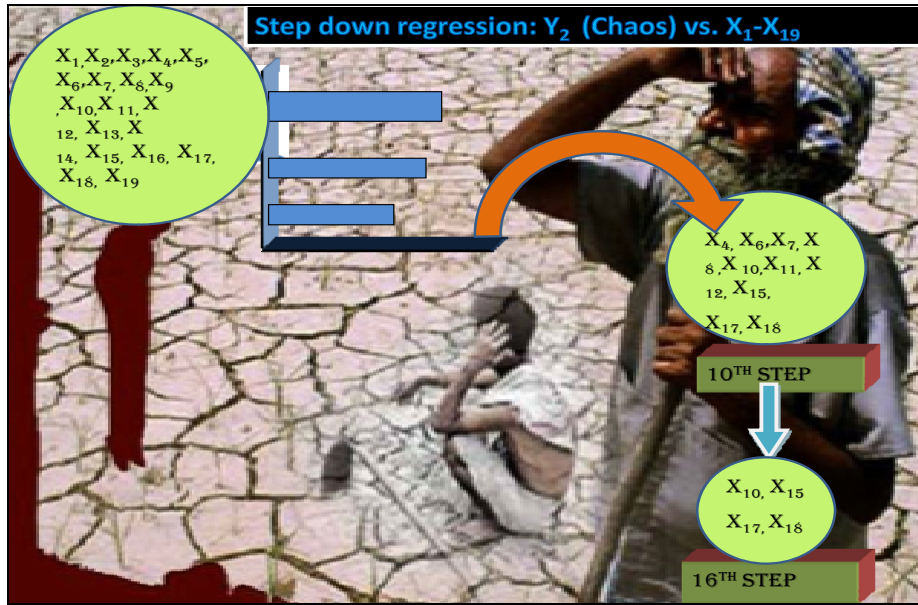 Step down regression: Y₂ (Chaos) vs. X₁-X₁₉
X₁,X₂,X₃,X₄,X₅,
X₆,X₇, X₈,X₉
,X₁₀,X₁₁, X
₁₂, X₁₃, X
₁₄, X₁₅, X₁₆, X₁₇,
X₁₈, X₁₉
X₄, X₆,X₇, X
₈,X₁₀,X₁₁, X
₁₂, X₁₅,
X₁₇, X₁₈
10TH STEP
X₁₀, X₁₅
X₁₇, X₁₈
16TH STEP